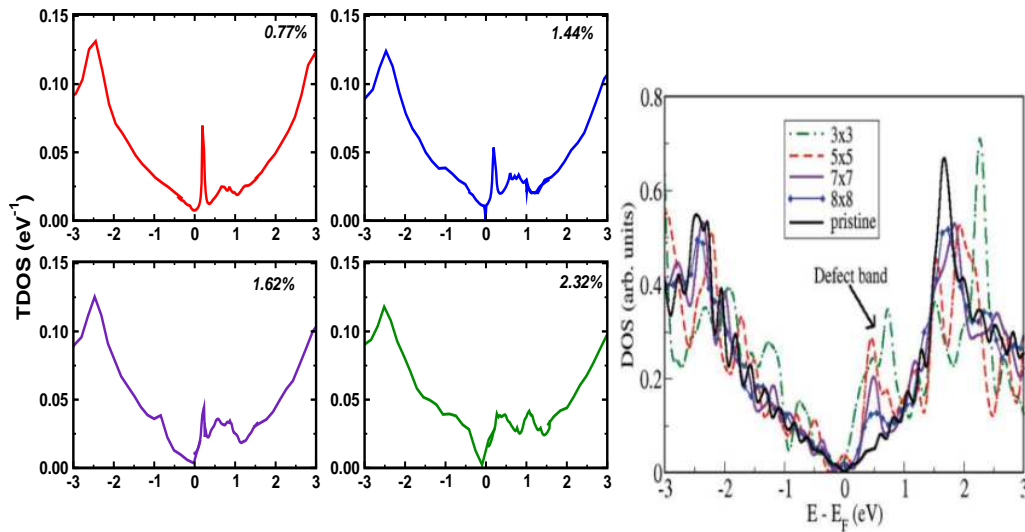 0.15
0.10
0.05
0.00
-3 -2 -1 0 1 2 3
0.77%
0.15
0.10
0.05
0.00
-3 -2 -1 0 1 2 3
1.44%
0.15
0.10
0.05
0.00
-3 -2 -1 0 1 2 3
1.62%
0.15
0.10
0.05
0.00
-3 -2 -1 0 1 2 3
2.32%
TDOS (eV⁻¹)
0.8
0.6
0.4
0.2
0
DOS (arb. units)
3x3
5x5
7x7
8x8
pristine
Defect band
-3 -2 -1 0 1 2 3
E - E_F (eV)